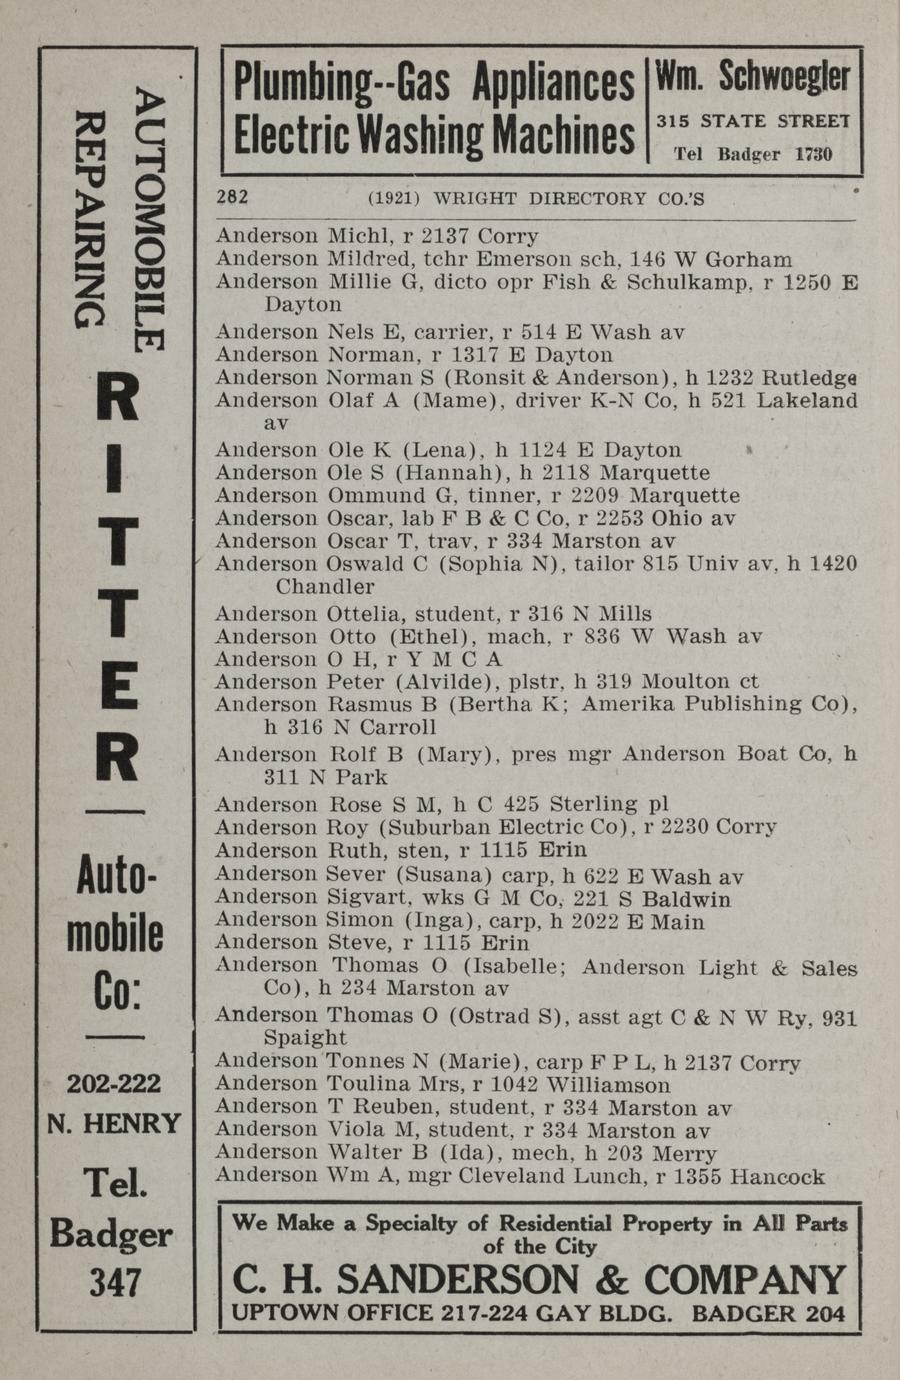 AUTOMOBILE
REPAIRING
RITTER
Auto-
mobile
Co:
202-222
N. HENRY
Tel.
Badger
347
Plumbing--Gas Appliances
Electric Washing Machines
Wm. Schwoegler
315 STATE STREET
Tel Badger 1730
282 (1921) WRIGHT DIRECTORY CO.'S
Anderson Michl, r 2137 Corry
Anderson Mildred, tchr Emerson sch, 146 W Gorham
Anderson Millie G, dicto opr Fish & Schulkamp, r 1250 E
Dayton
Anderson Nels E, carrier, r 514 E Wash av
Anderson Norman, r 1317 E Dayton
Anderson Norman S (Ronsit & Anderson), h 1232 Rutledge
Anderson Olaf A (Mame), driver K-N Co, h 521 Lakeland
av
Anderson Ole K (Lena), h 1124 E Dayton
Anderson Ole S (Hannah), h 2118 Marquette
Anderson Ommund G, tinner, r 2209 Marquette
Anderson Oscar, lab F B & C Co, r 2253 Ohio av
Anderson Oscar T, trav, r 334 Marston av
Anderson Oswald C (Sophia N), tailor 815 Univ av, h 1420
Chandler
Anderson Ottelia, student, r 316 N Mills
Anderson Otto (Ethel), mach, r 836 W Wash av
Anderson O H, r Y M C A
Anderson Peter (Alvilde), plstr, h 319 Moulton ct
Anderson Rasmus B (Bertha K; Amerika Publishing Co),
h 316 N Carroll
Anderson Rolf B (Mary), pres mgr Anderson Boat Co, h
311 N Park
Anderson Rose S M, h C 425 Sterling pl
Anderson Roy (Suburban Electric Co), r 2230 Corry
Anderson Ruth, sten, r 1115 Erin
Anderson Sever (Susana) carp, h 622 E Wash av
Anderson Sigvart, wks G M Co, 221 S Baldwin
Anderson Simon (Inga), carp, h 2022 E Main
Anderson Steve, r 1115 Erin
Anderson Thomas O (Isabelle; Anderson Light & Sales
Co), h 234 Marston av
Anderson Thomas O (Ostrad S), asst agt C & N W Ry, 931
Spaight
Anderson Tonnes N (Marie), carp F P L, h 2137 Corry
Anderson Toulina Mrs, r 1042 Williamson
Anderson T Reuben, student, r 334 Marston av
Anderson Viola M, student, r 334 Marston av
Anderson Walter B (Ida), mech, h 203 Merry
Anderson Wm A, mgr Cleveland Lunch, r 1355 Hancock
We Make a Specialty of Residential Property in All Parts
of the City
C. H. SANDERSON & COMPANY
UPTOWN OFFICE 217-224 GAY BLDG. BADGER 204